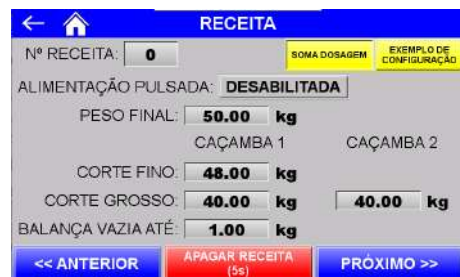 RECEITA
Nº RECEITA: 0 SOMA DOSAGEM EXEMPLO DE CONFIGURAÇÃO
ALIMENTAÇÃO PULSADA: DESABILITADA
PESO FINAL: 50.00 kg
CAÇAMBA 1 CAÇAMBA 2
CORTE FINO: 48.00 kg
CORTE GROSSO: 40.00 kg 40.00 kg
BALANÇA VAZIA ATÉ: 1.00 kg
<< ANTERIOR APAGAR RECEITA (5s) PRÓXIMO >>